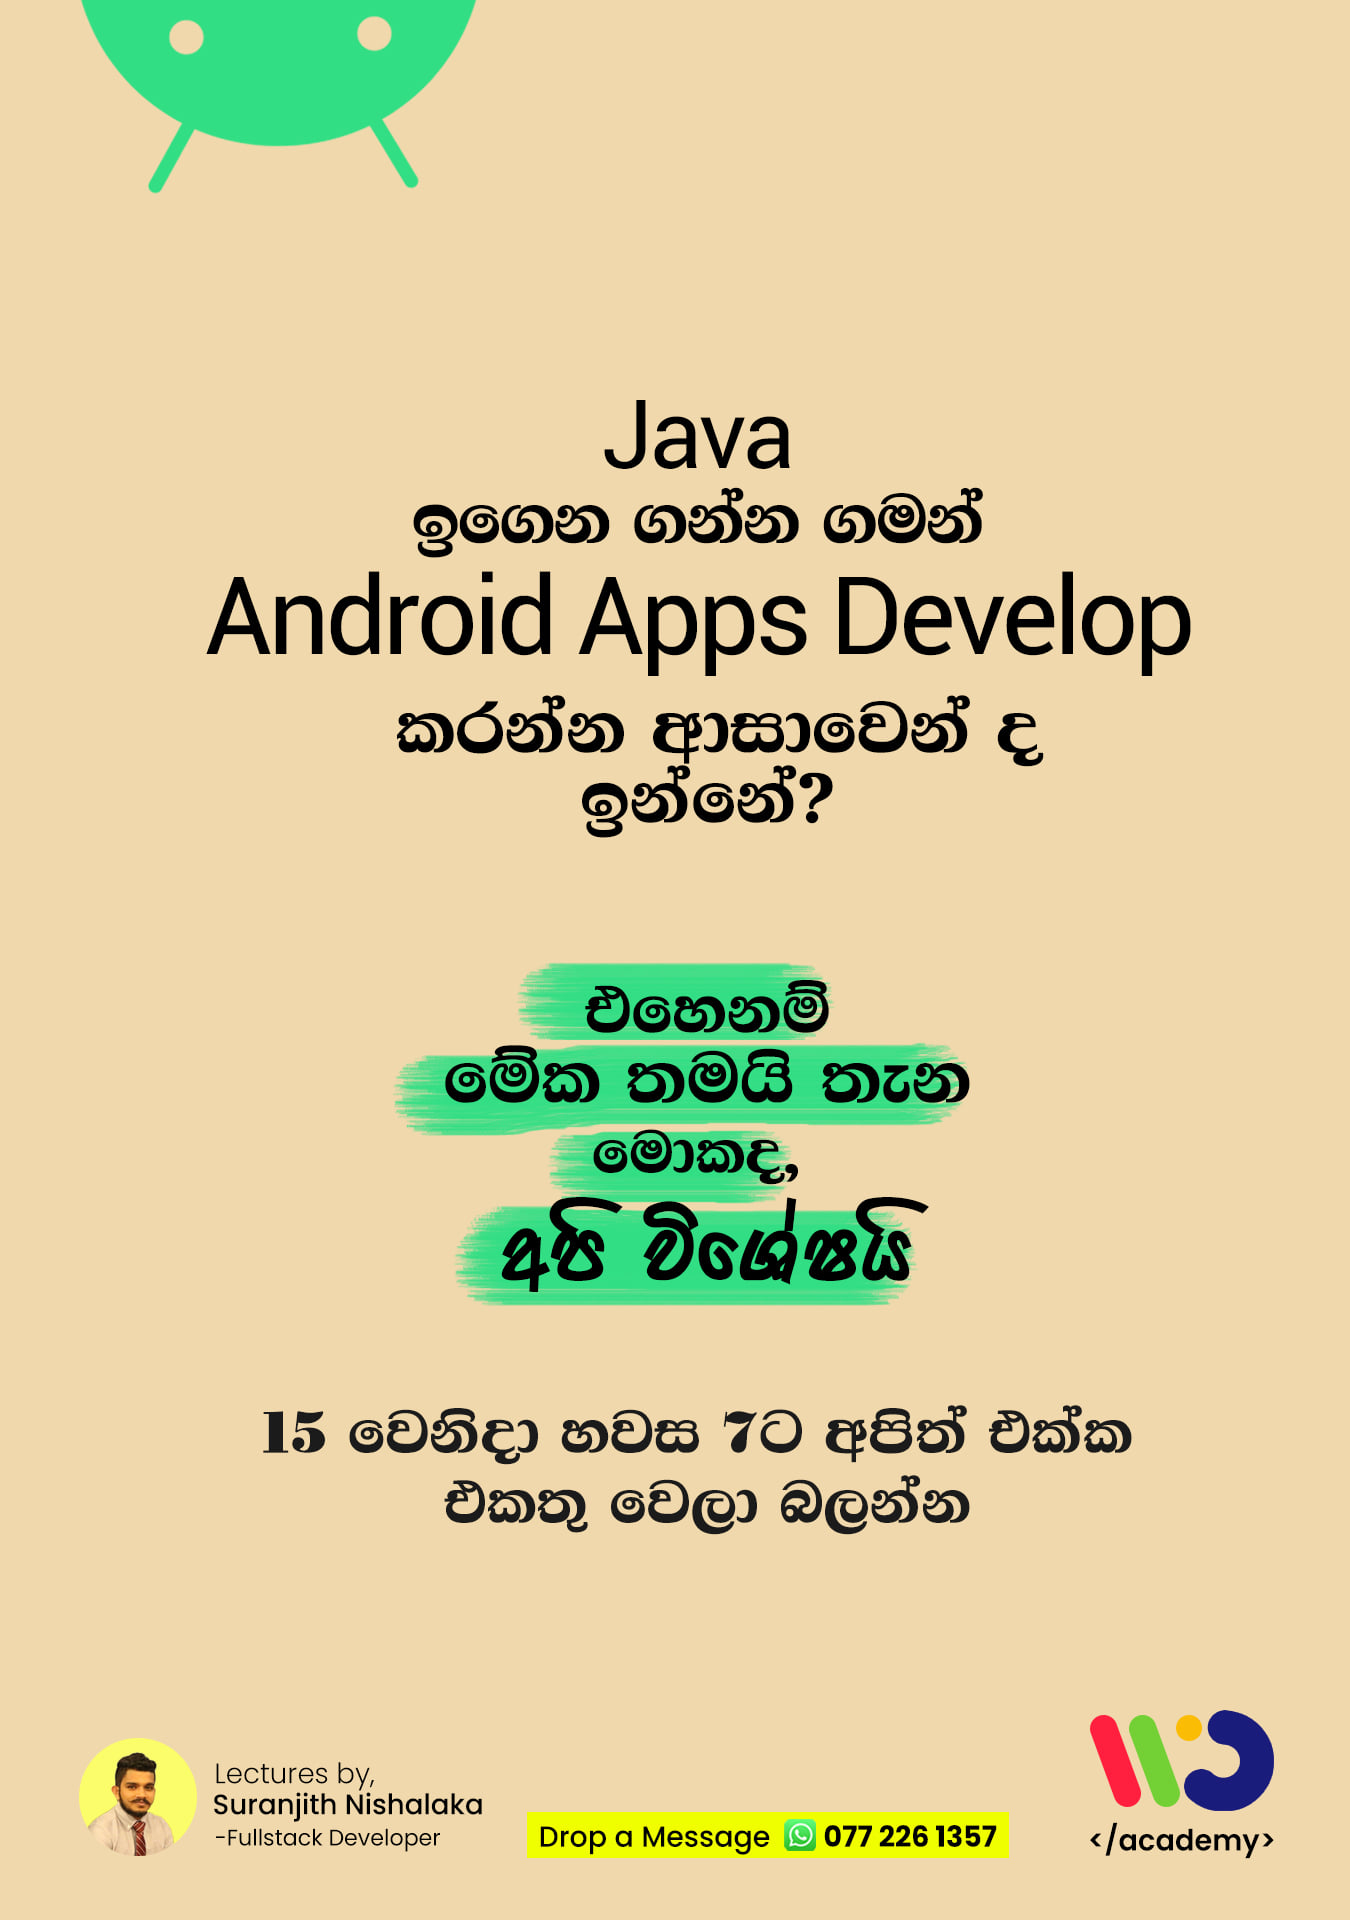 Java
ඉගෙන ගන්න ගමන්
Android Apps Develop
කරන්න ආසාවෙන් ද
ඉන්නේ?
එහෙනම්
මේක තමයි තැන
මොකද,
අපි විශේෂයි
15 වෙනිදා හවස 7ට අපිත් එක්ක
එකතු වෙලා බලන්න
Lectures by,
Suranjith Nishalaka
-Fullstack Developer
Drop a Message 077 226 1357
</academy>